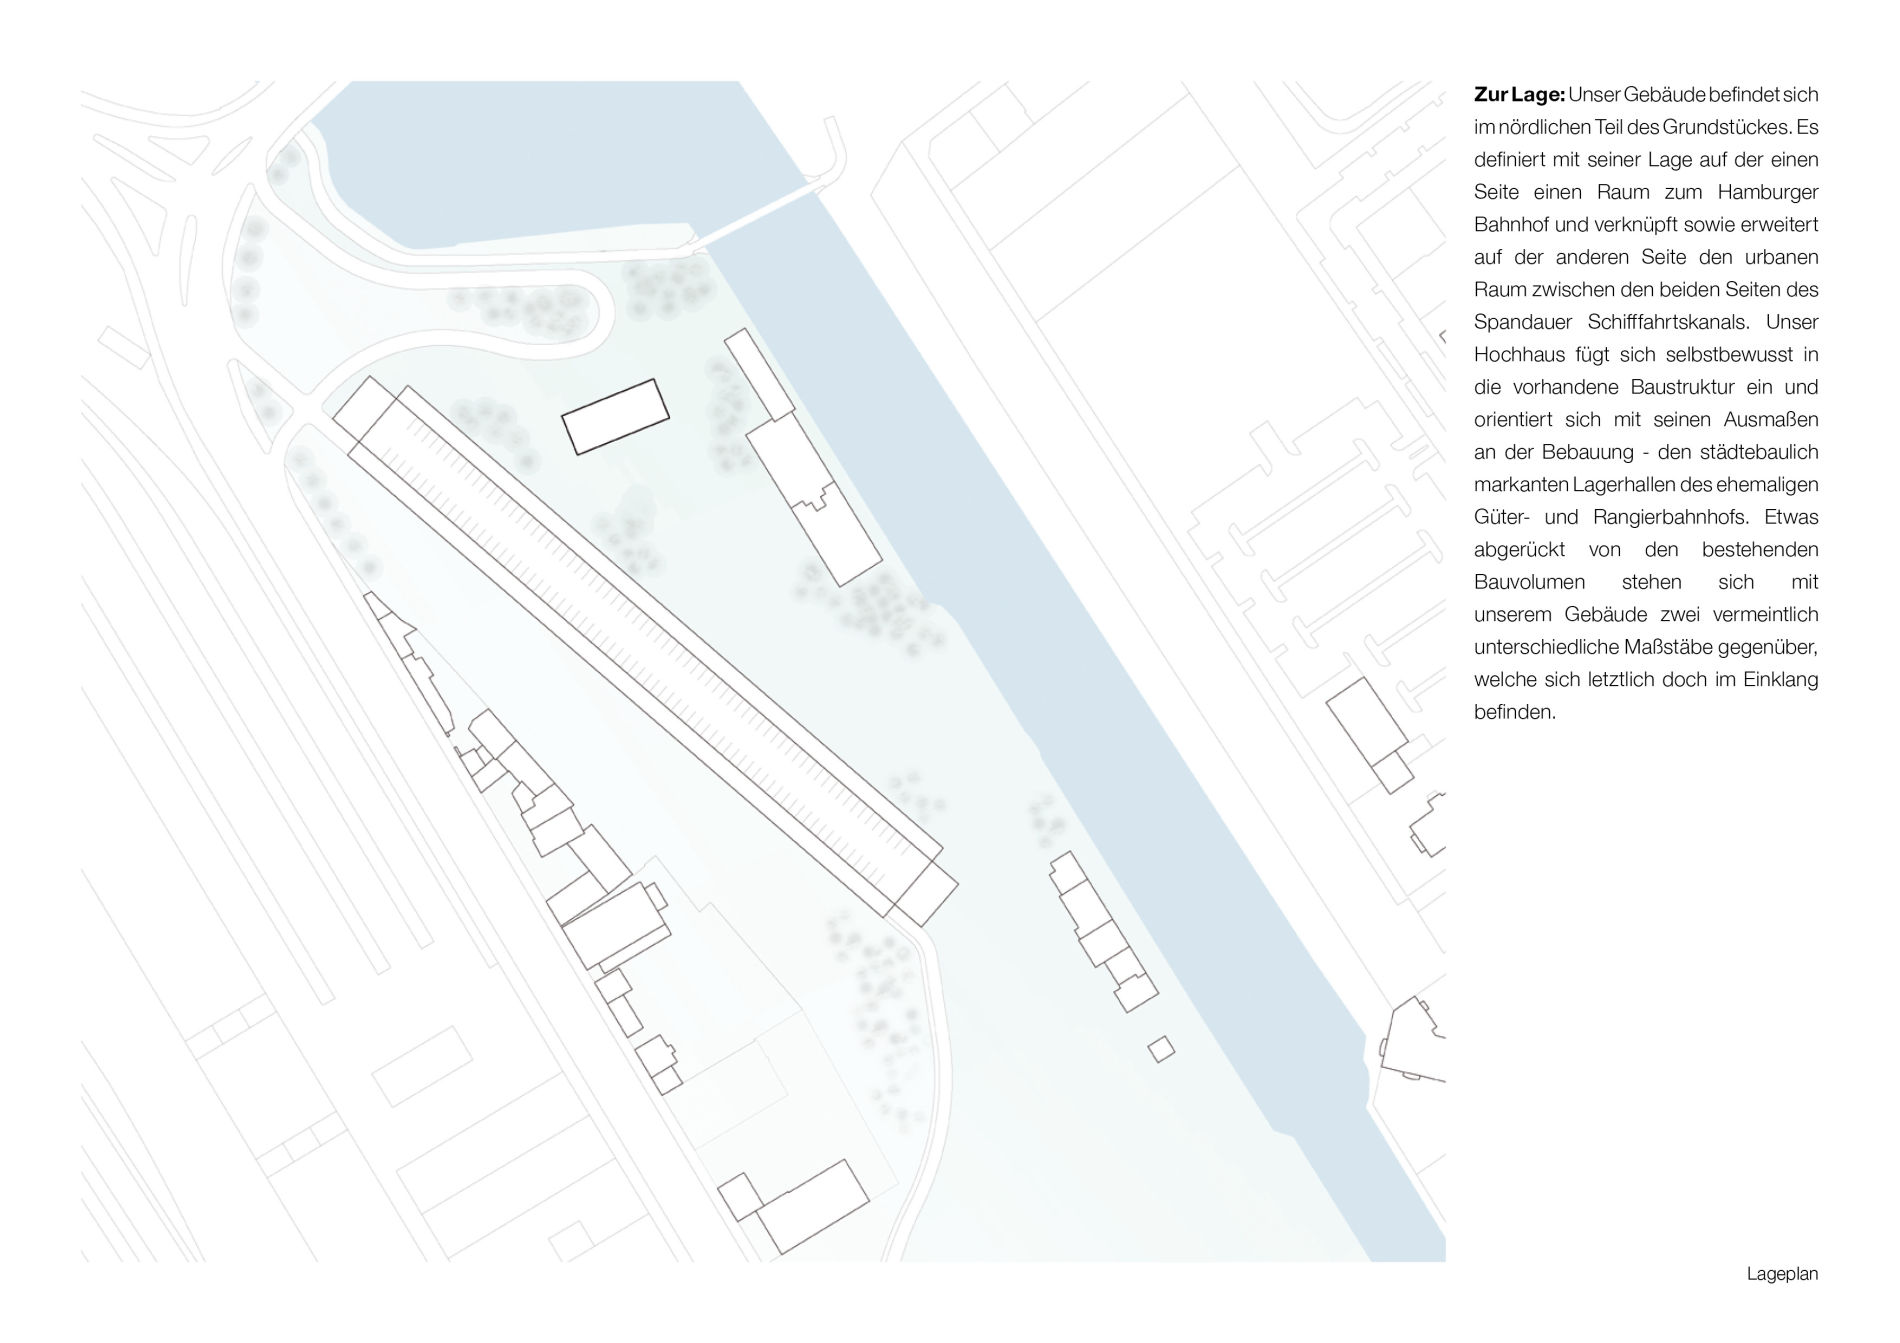 Zur Lage: Unser Gebäude befindet sich
im nördlichen Teil des Grundstückes. Es
definiert mit seiner Lage auf der einen
Seite einen Raum zum Hamburger
Bahnhof und verknüpft sowie erweitert
auf der anderen Seite den urbanen
Raum zwischen den beiden Seiten des
Spandauer Schifffahrtskanals. Unser
Hochhaus fügt sich selbstbewusst in
die vorhandene Baustruktur ein und
orientiert sich mit seinen Ausmaßen
an der Bebauung - den städtebaulich
markanten Lagerhallen des ehemaligen
Güter- und Rangierbahnhofs. Etwas
abgerückt von den bestehenden
Bauvolumen stehen sich mit
unserem Gebäude zwei vermeintlich
unterschiedliche Maßstäbe gegenüber,
welche sich letztlich doch im Einklang
befinden.
Lageplan